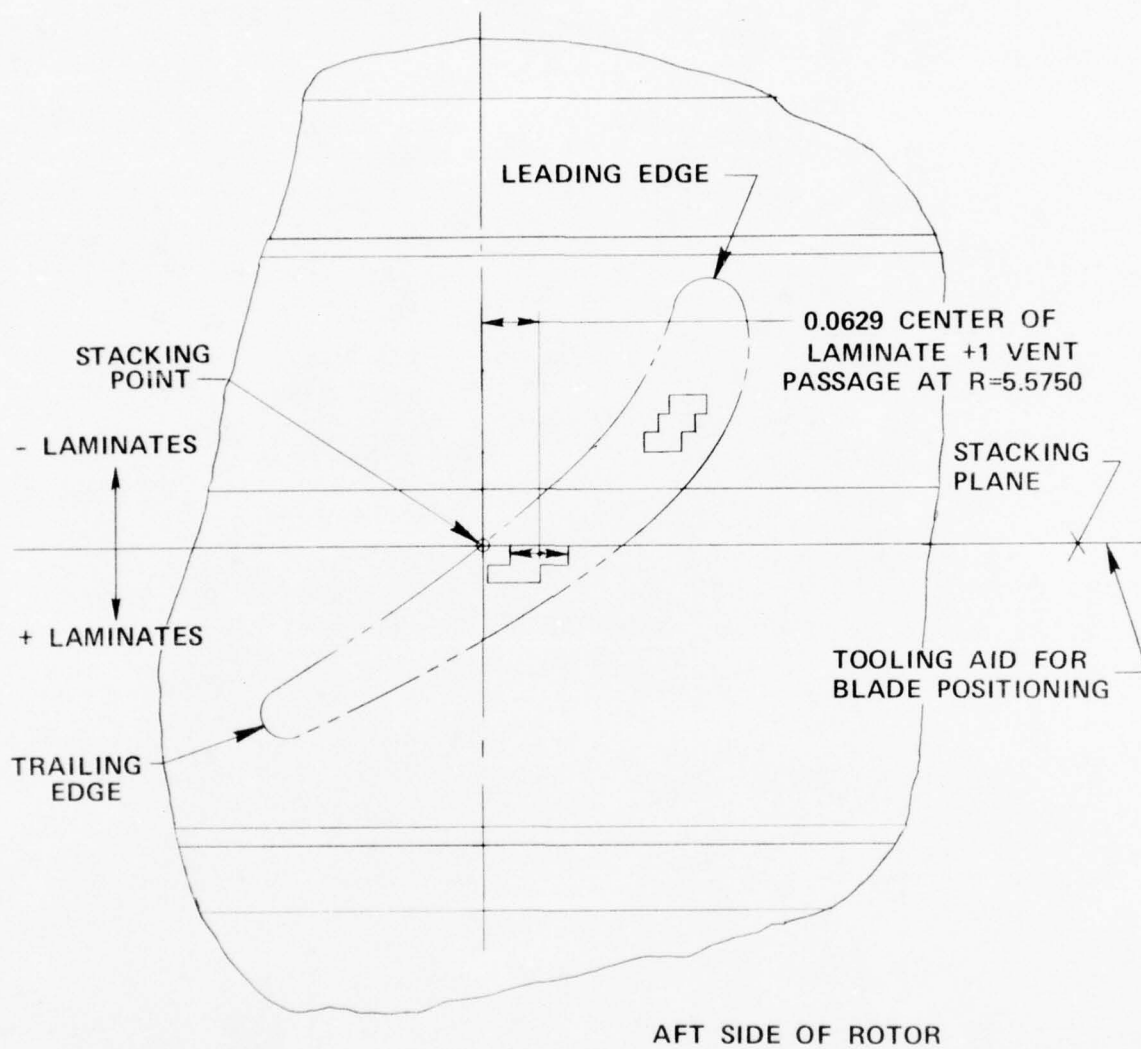 LEADING EDGE
0.0629 CENTER OF
LAMINATE +1 VENT
PASSAGE AT R=5.5750
STACKING
POINT
- LAMINATES
STACKING
PLANE
+ LAMINATES
TOOLING AID FOR
BLADE POSITIONING
TRAILING
EDGE
AFT SIDE OF ROTOR